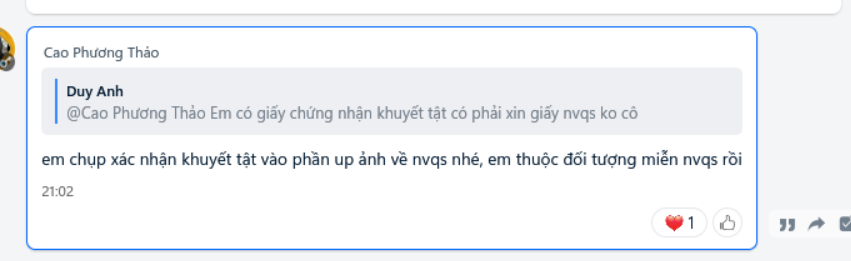 Cao Phương Thảo
Duy Anh
@Cao Phương Thảo Em có giấy chứng nhận khuyết tật có phải xin giấy nvqs ko cô
em chụp xác nhận khuyết tật vào phần up ảnh về nvqs nhé, em thuộc đối tượng miễn nvqs rồi
21:02
1